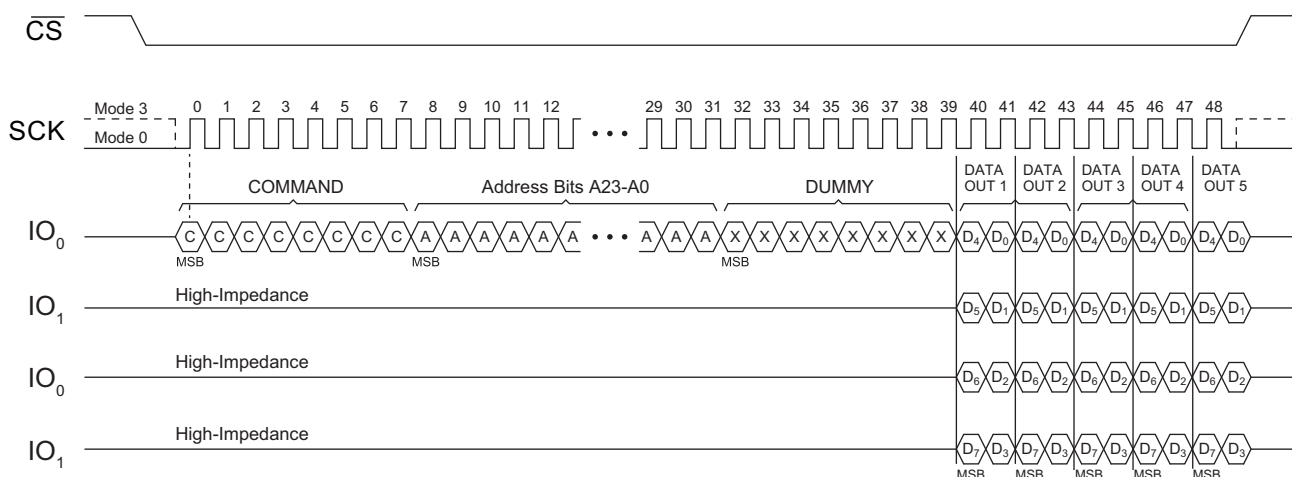 CS
Mode 3
0 1 2 3 4 5 6 7 8 9 10 11 12 29 30 31 32 33 34 35 36 37 38 39 40 41 42 43 44 45 46 47 48
SCK
Mode 0
COMMAND Address Bits A23-A0 DUMMY
DATA OUT 1
DATA OUT 2
DATA OUT 3
DATA OUT 4
DATA OUT 5
IO0 C C C C C C C C A A A A A A • • • A A A X X X X X X X X D4 D0 D4 D0 D4 D0 D4 D0 D4 D0
MSB MSB MSB
High-Impedance
IO1 D5 D1 D5 D1 D5 D1 D5 D1 D5 D1
High-Impedance
IO0 D6 D2 D6 D2 D6 D2 D6 D2 D6 D2
High-Impedance
IO1 D7 D3 D7 D3 D7 D3 D7 D3 D7 D3
MSB MSB MSB MSB MSB